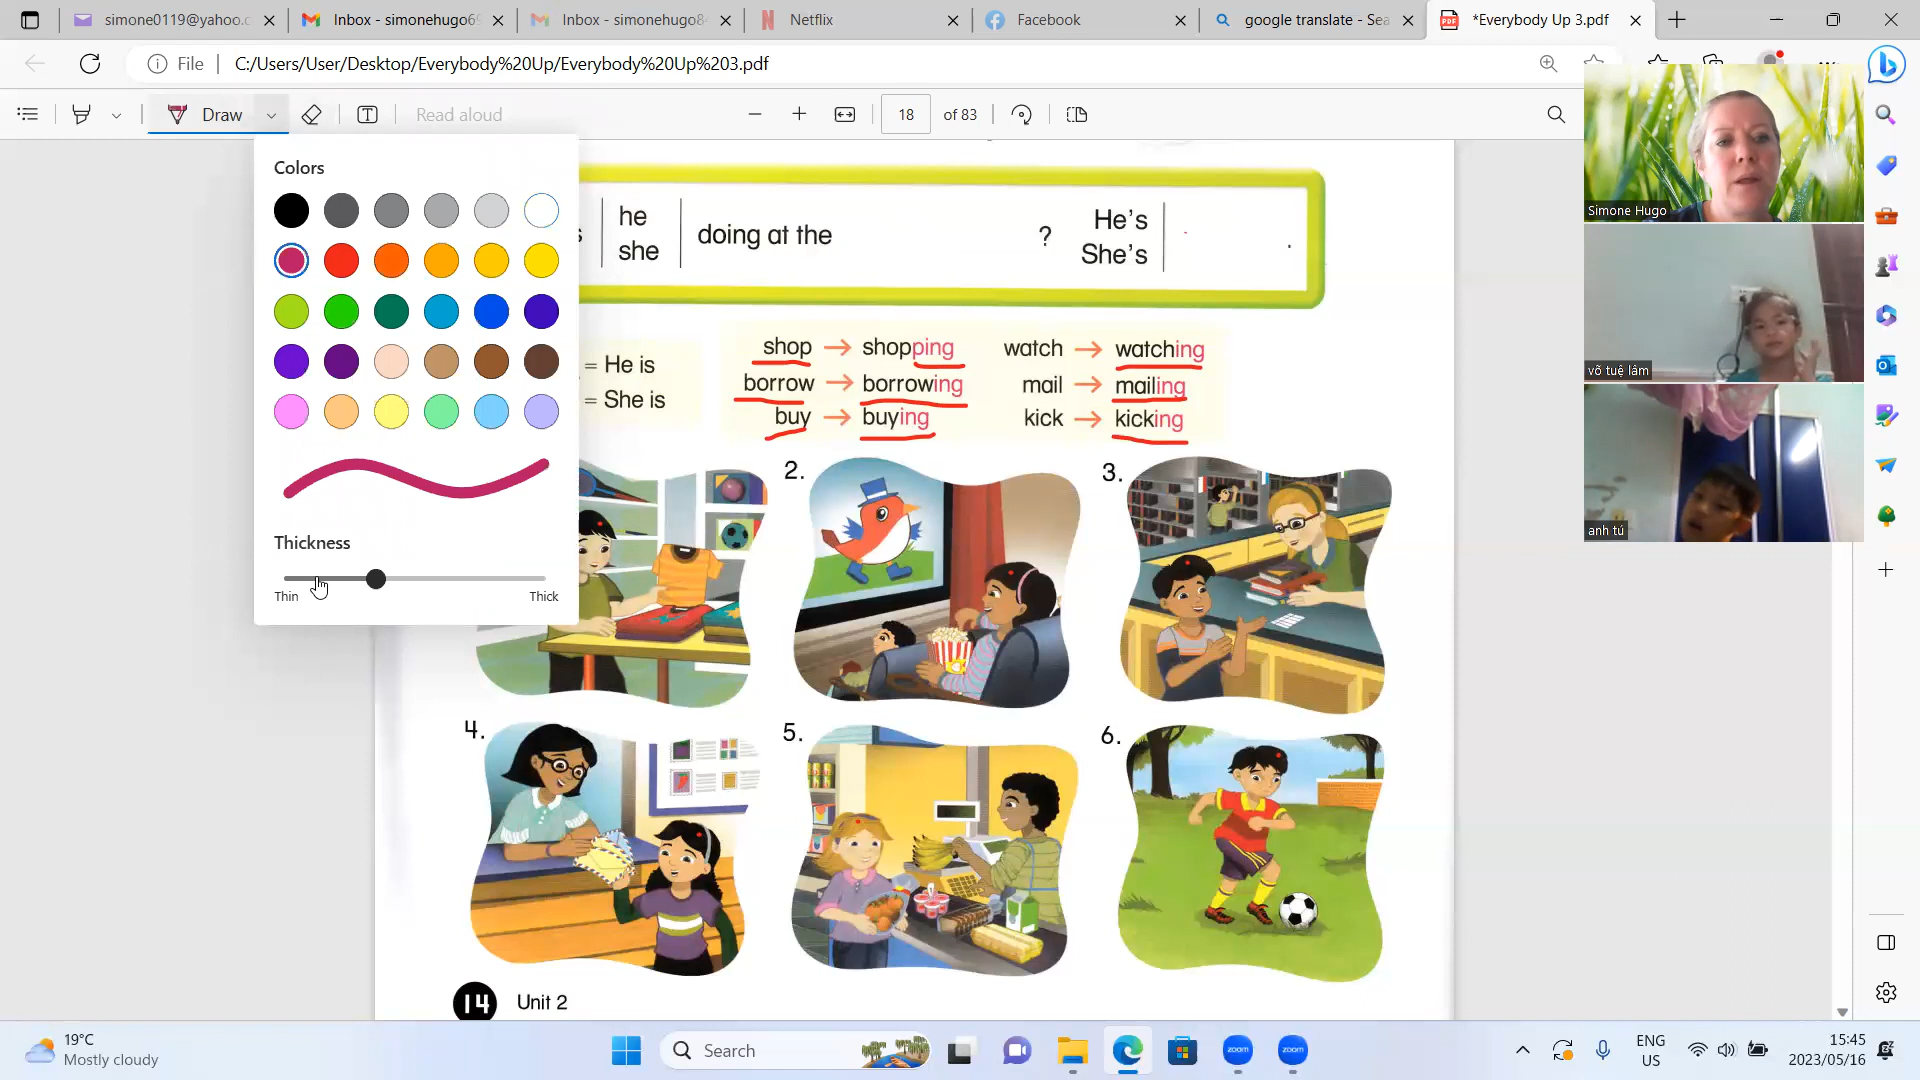 simone0119@yahoo.c
Inbox - simonehugo69
Inbox - simonehugo84
Netflix
Facebook
google translate - Sea
*Everybody Up 3.pdf
File
C:/Users/User/Desktop/Everybody%20Up/Everybody%20Up%203.pdf
Draw
Read aloud
18
of 83
Colors
Thickness
Thin
Thick
s
he
she
doing at the
?
He's
She's
.
= He is
= She is
shop → shopping
watch → watching
borrow → borrowing
mail → mailing
buy → buying
kick → kicking
2.
3.
4.
5.
6.
14
Unit 2
Simone Hugo
võ tuệ lâm
anh tú
19°C
Mostly cloudy
Search
zoom
zoom
ENG
US
15:45
2023/05/16